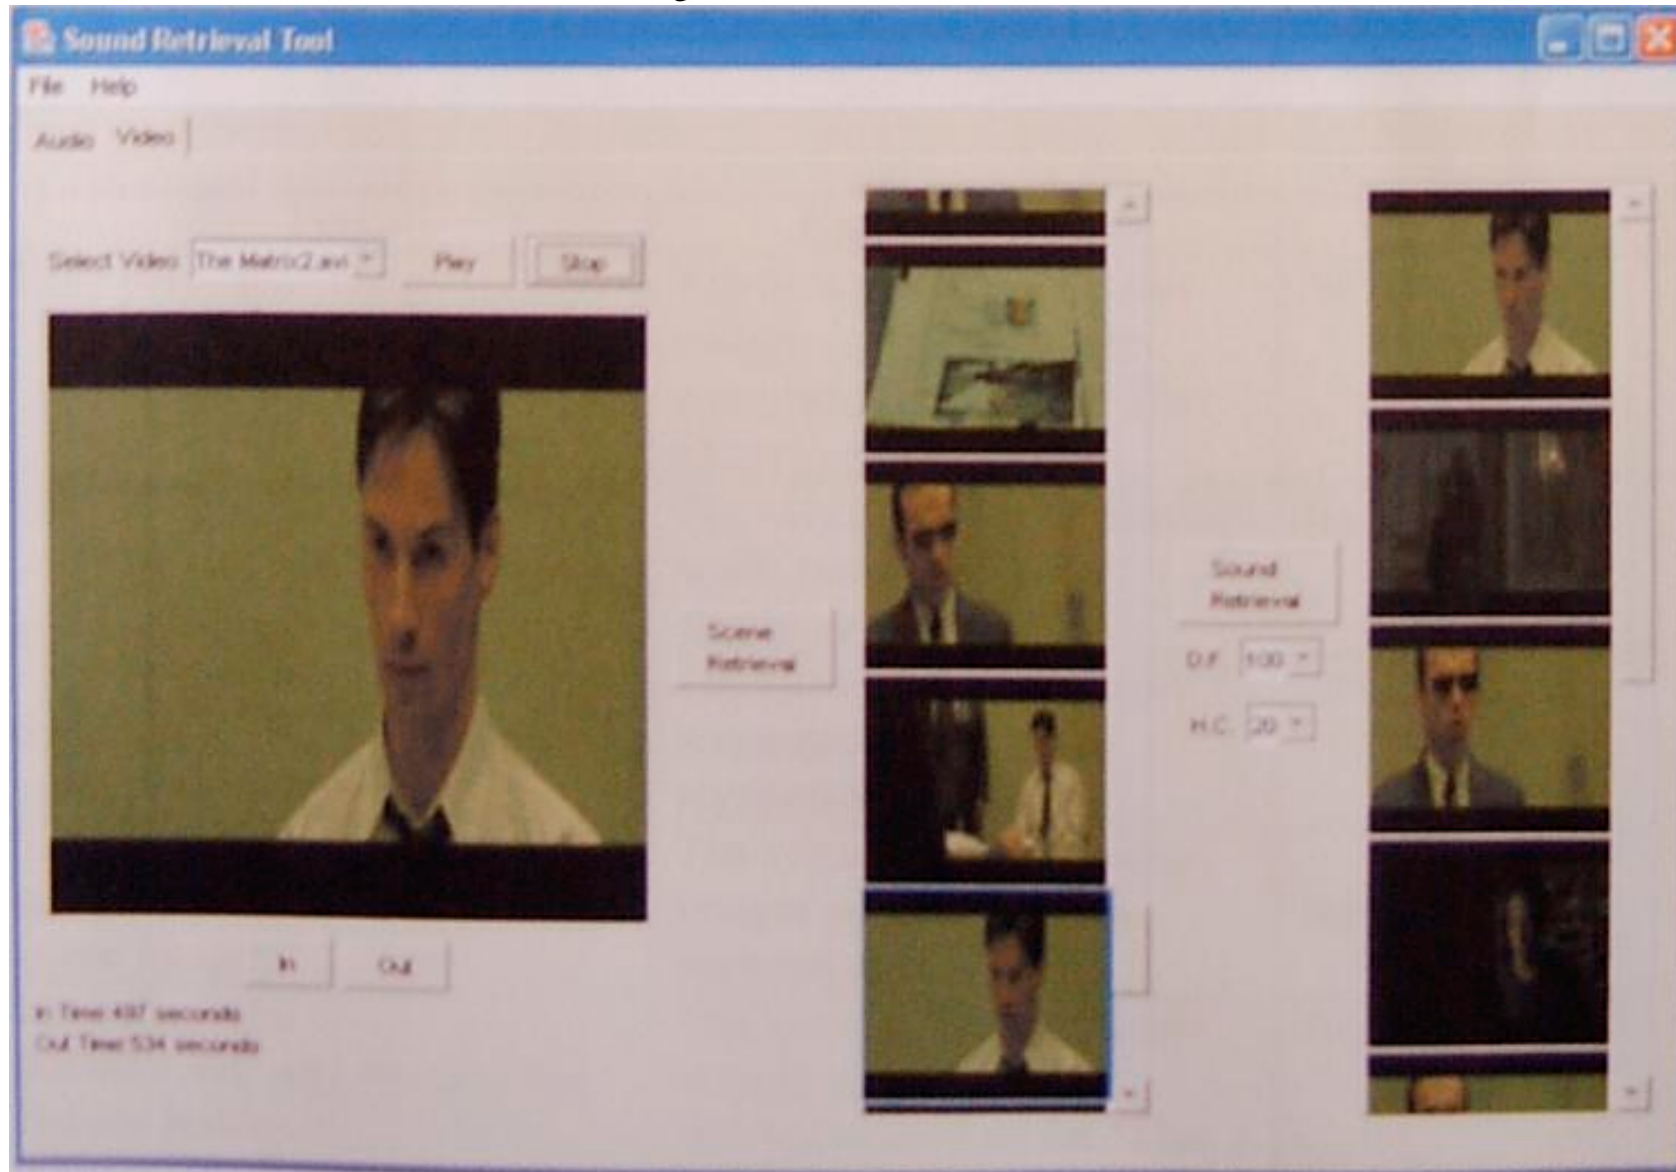 Sound Retrieval Tool
File Help
Audio Video
Select Video The Matrix2.avi Play Stop
Scene
Retrieval
Sound
Retrieval
D.F. 100
H.C. 20
In Out
In Time 497 seconds
Out Time 534 seconds